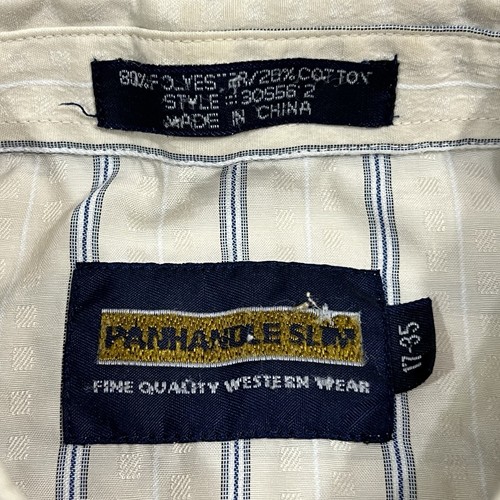 80% POLYESTER/20% COTTON
STYLE # 30556 2
MADE IN CHINA
PANHANDLE SLIM
FINE QUALITY WESTERN WEAR
17-35